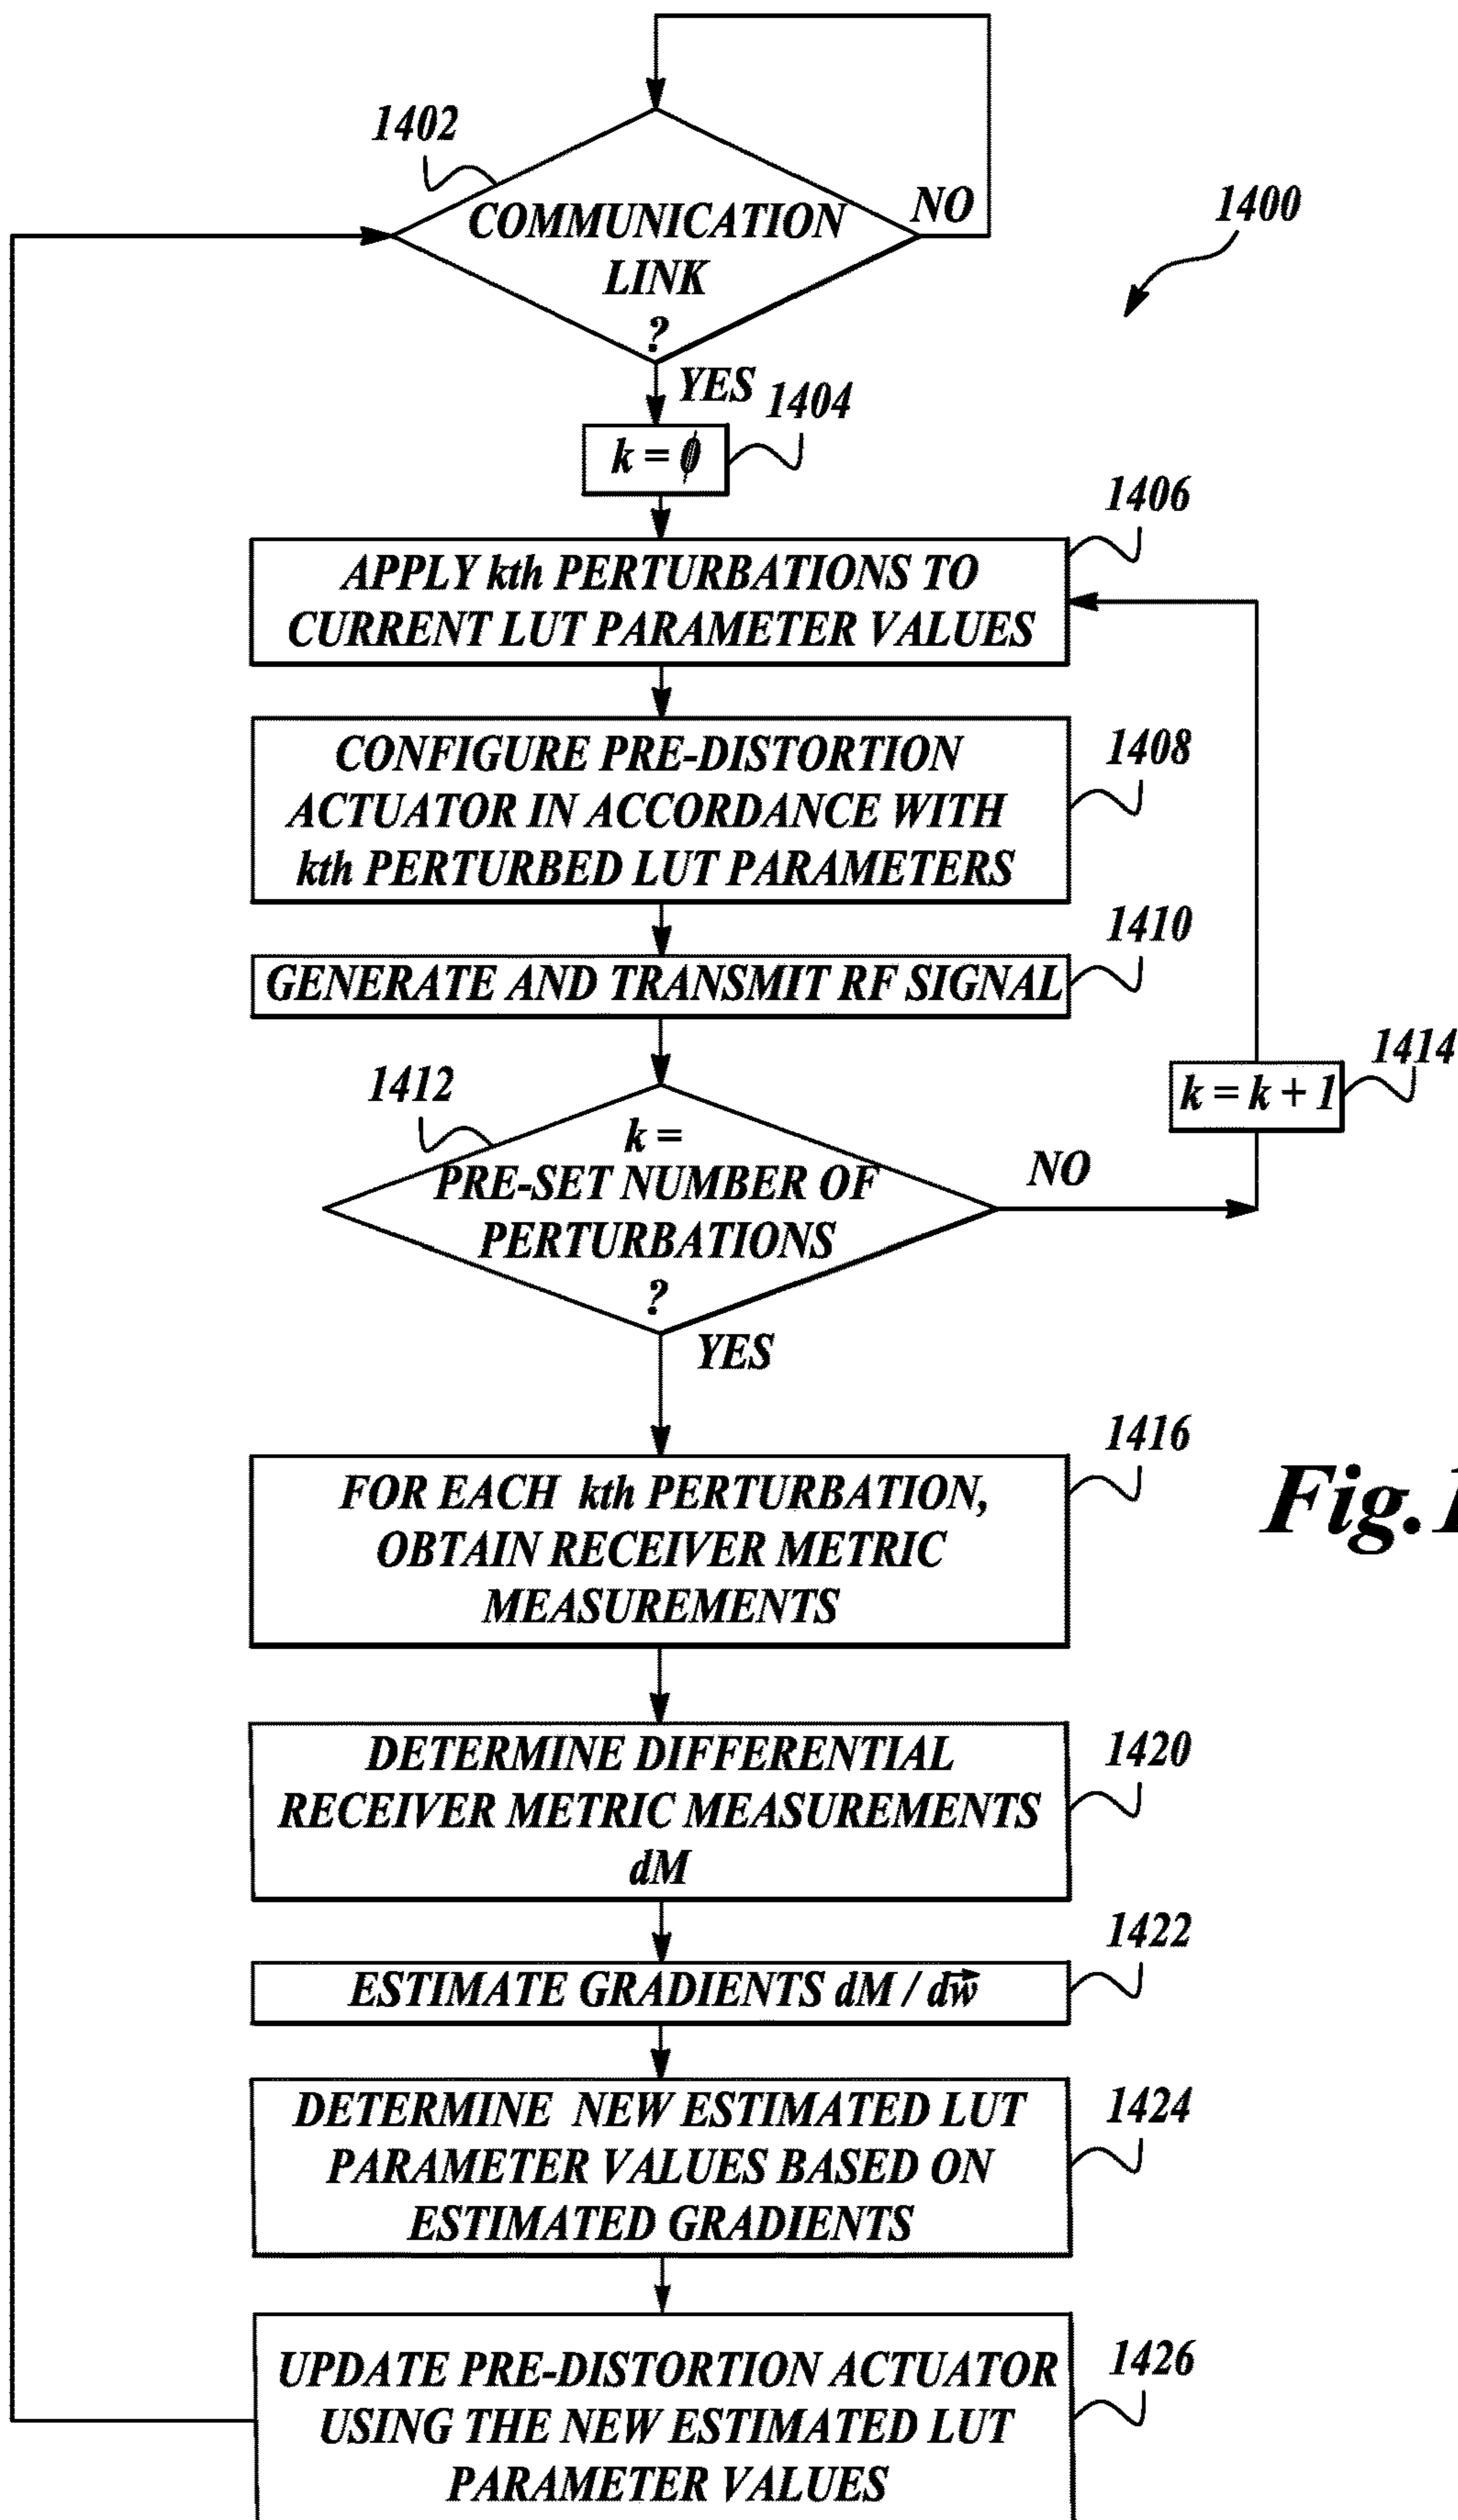 1402
COMMUNICATION
LINK
?
NO
1400
YES
1404
k = ϕ
1406
APPLY kth PERTURBATIONS TO
CURRENT LUT PARAMETER VALUES
1408
CONFIGURE PRE-DISTORTION
ACTUATOR IN ACCORDANCE WITH
kth PERTURBED LUT PARAMETERS
1410
GENERATE AND TRANSMIT RF SIGNAL
1412
k =
PRE-SET NUMBER OF
PERTURBATIONS
?
NO
1414
k = k + 1
YES
1416
FOR EACH kth PERTURBATION,
OBTAIN RECEIVER METRIC
MEASUREMENTS
Fig.
1420
DETERMINE DIFFERENTIAL
RECEIVER METRIC MEASUREMENTS
dM
1422
ESTIMATE GRADIENTS dM / dw⃗
1424
DETERMINE NEW ESTIMATED LUT
PARAMETER VALUES BASED ON
ESTIMATED GRADIENTS
1426
UPDATE PRE-DISTORTION ACTUATOR
USING THE NEW ESTIMATED LUT
PARAMETER VALUES